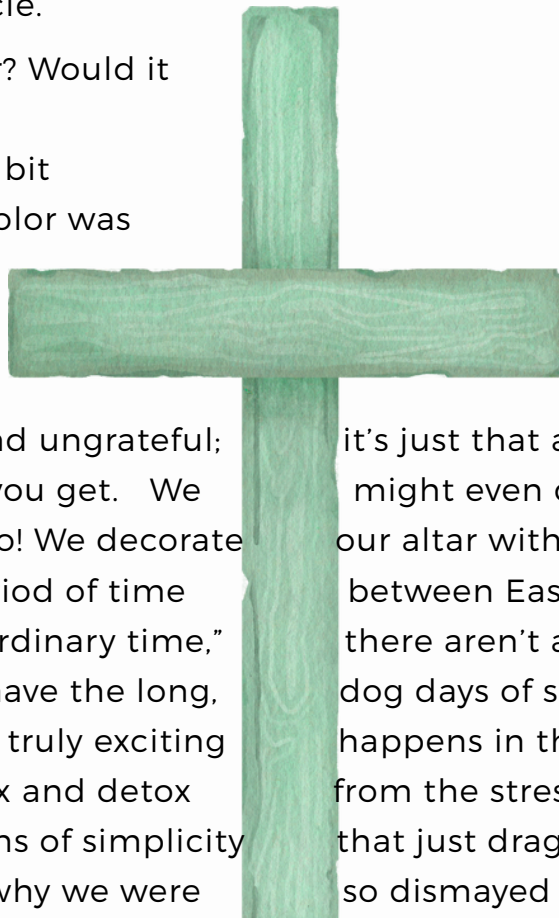 cle.
r? Would it
bit
olor was
nd ungrateful; it’s just that a
you get. We might even c
o! We decorate our altar with
iod of time between Eas
rdinary time,” there aren’t a
ave the long, dog days of s
truly exciting happens in th
x and detox from the stres
ns of simplicity that just drag
why we were so dismayed